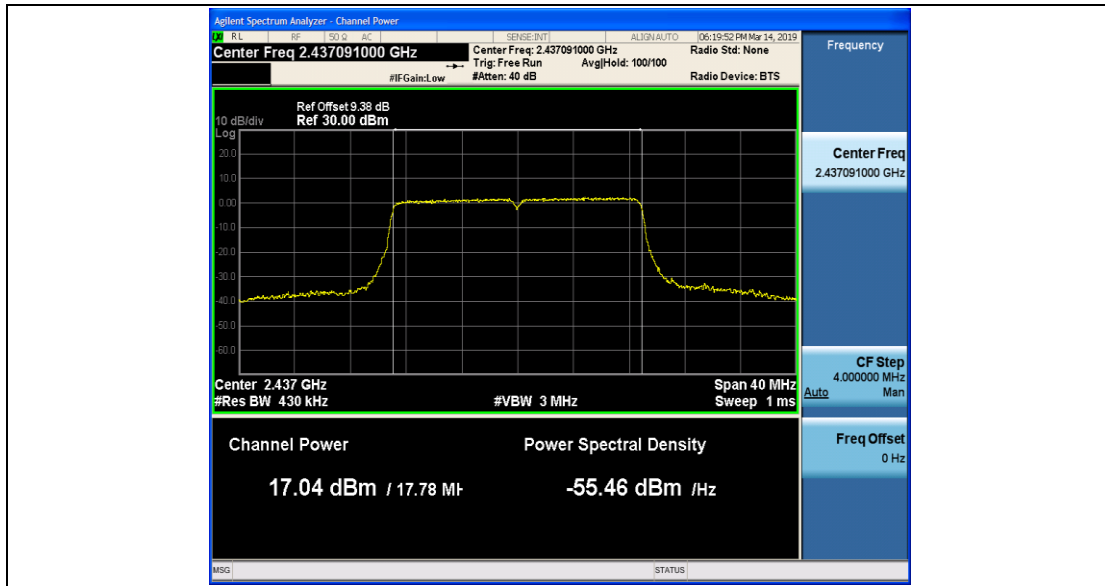 Agilent Spectrum Analyzer - Channel Power
LXI RL RF 50 Ω AC SENSE:INT ALIGNAUTO 06:19:52 PM Mar 14, 2019
Center Freq 2.437091000 GHz
Center Freq: 2.437091000 GHz
Radio Std: None
Trig: Free Run Avg|Hold: 100/100
#IFGain:Low
#Atten: 40 dB
Radio Device: BTS
Ref Offset 9.38 dB
10 dB/div Ref 30.00 dBm
Log
20.0
10.0
0.00
-10.0
-20.0
-30.0
-40.0
-50.0
-60.0
Center 2.437 GHz
Span 40 MHz
#Res BW 430 kHz
#VBW 3 MHz
Sweep 1 ms
Channel Power
Power Spectral Density
17.04 dBm / 17.78 MH
-55.46 dBm /Hz
MSG
STATUS
Frequency
Center Freq
2.437091000 GHz
CF Step
4.000000 MHz
Auto Man
Freq Offset
0 Hz